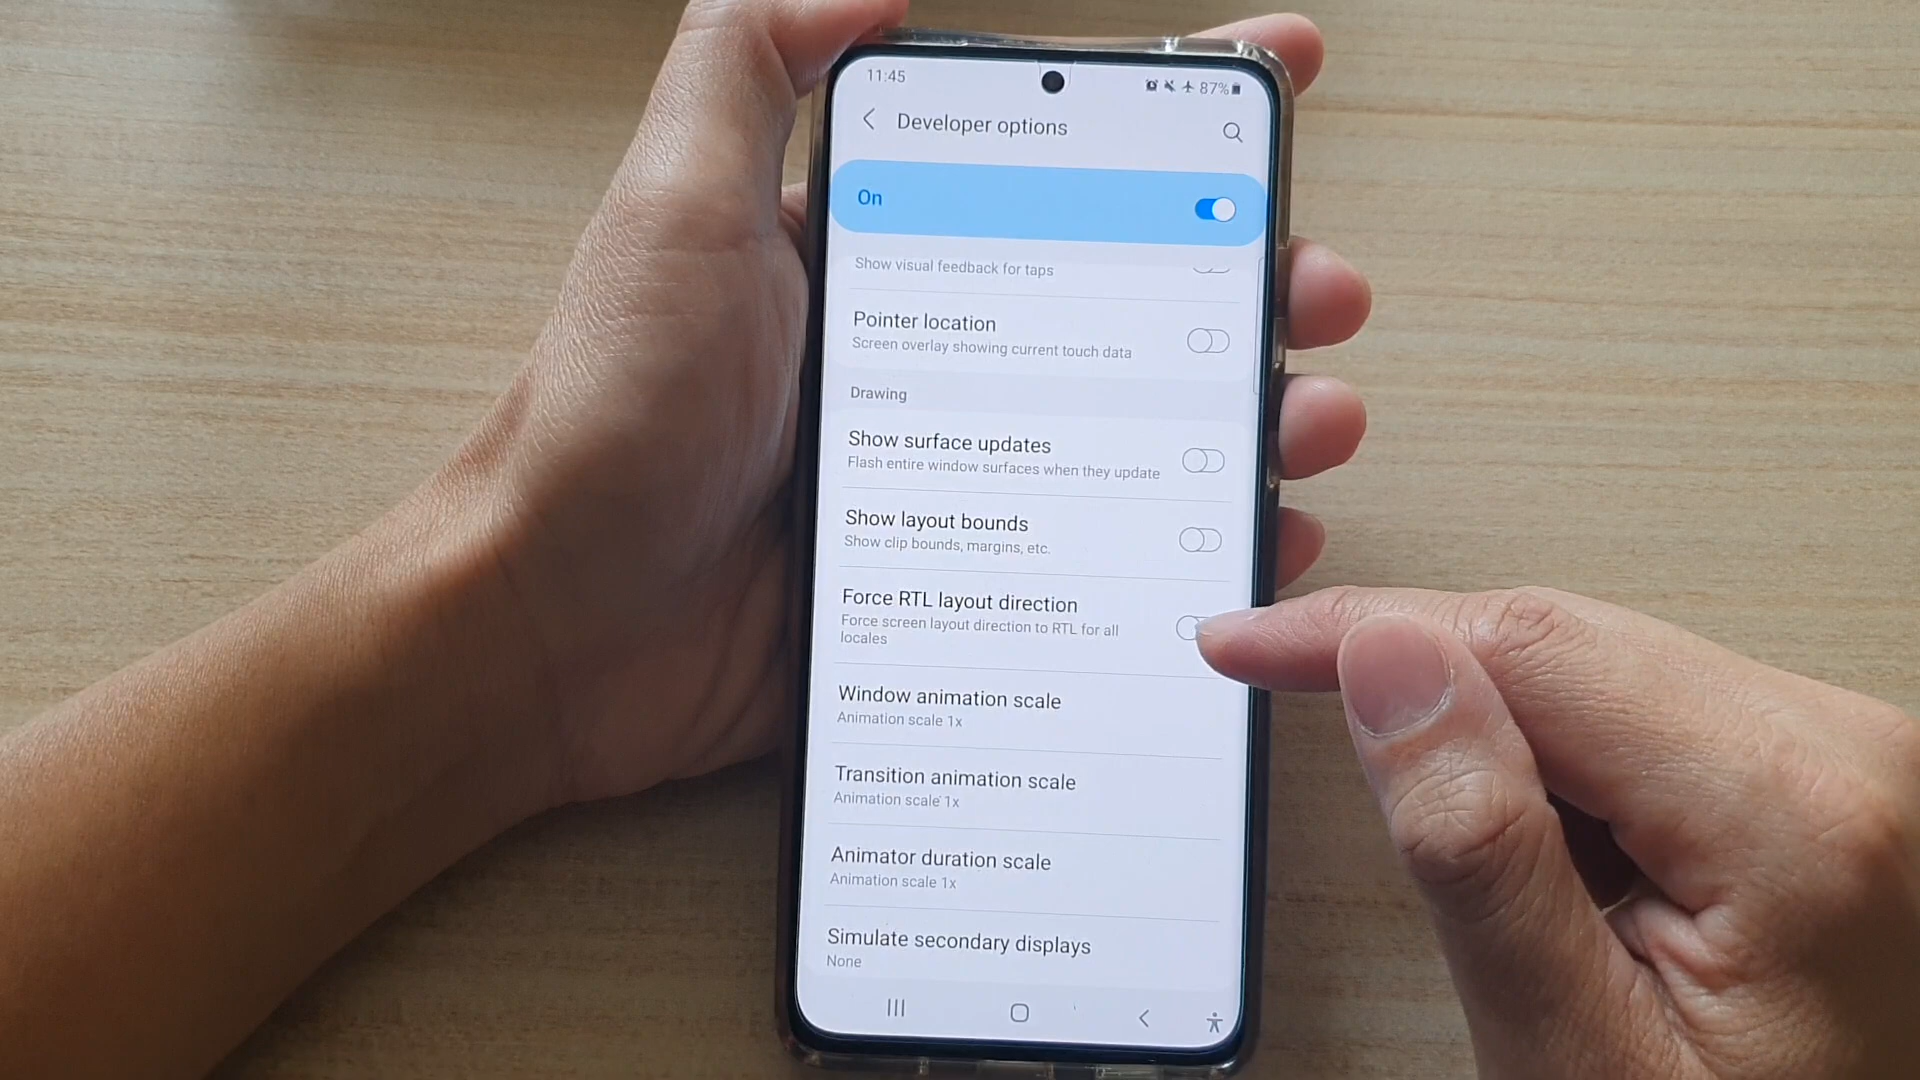 11:45
87%
Developer options
On
Show visual feedback for taps
Pointer location
Screen overlay showing current touch data
Drawing
Show surface updates
Flash entire window surfaces when they update
Show layout bounds
Show clip bounds, margins, etc.
Force RTL layout direction
Force screen layout direction to RTL for all
locales
Window animation scale
Animation scale 1x
Transition animation scale
Animation scale 1x
Animator duration scale
Animation scale 1x
Simulate secondary displays
None